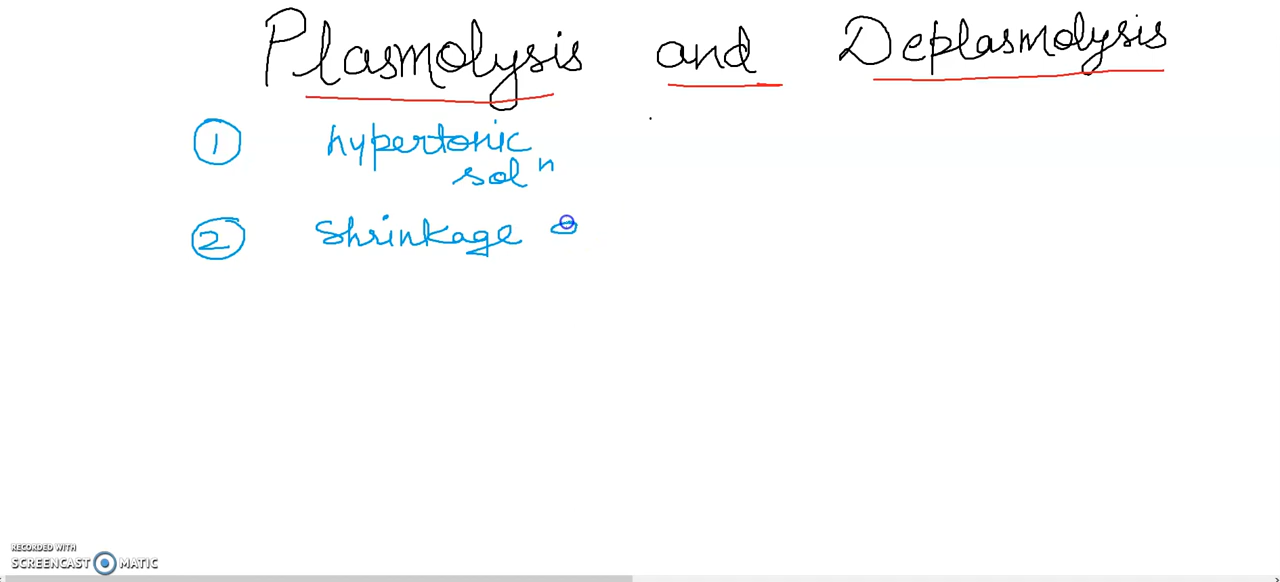 Plasmolysis and Deplasmolysis
1 hypertonic
solⁿ
2 Shrinkage
RECORDED WITH
SCREENCAST MATIC